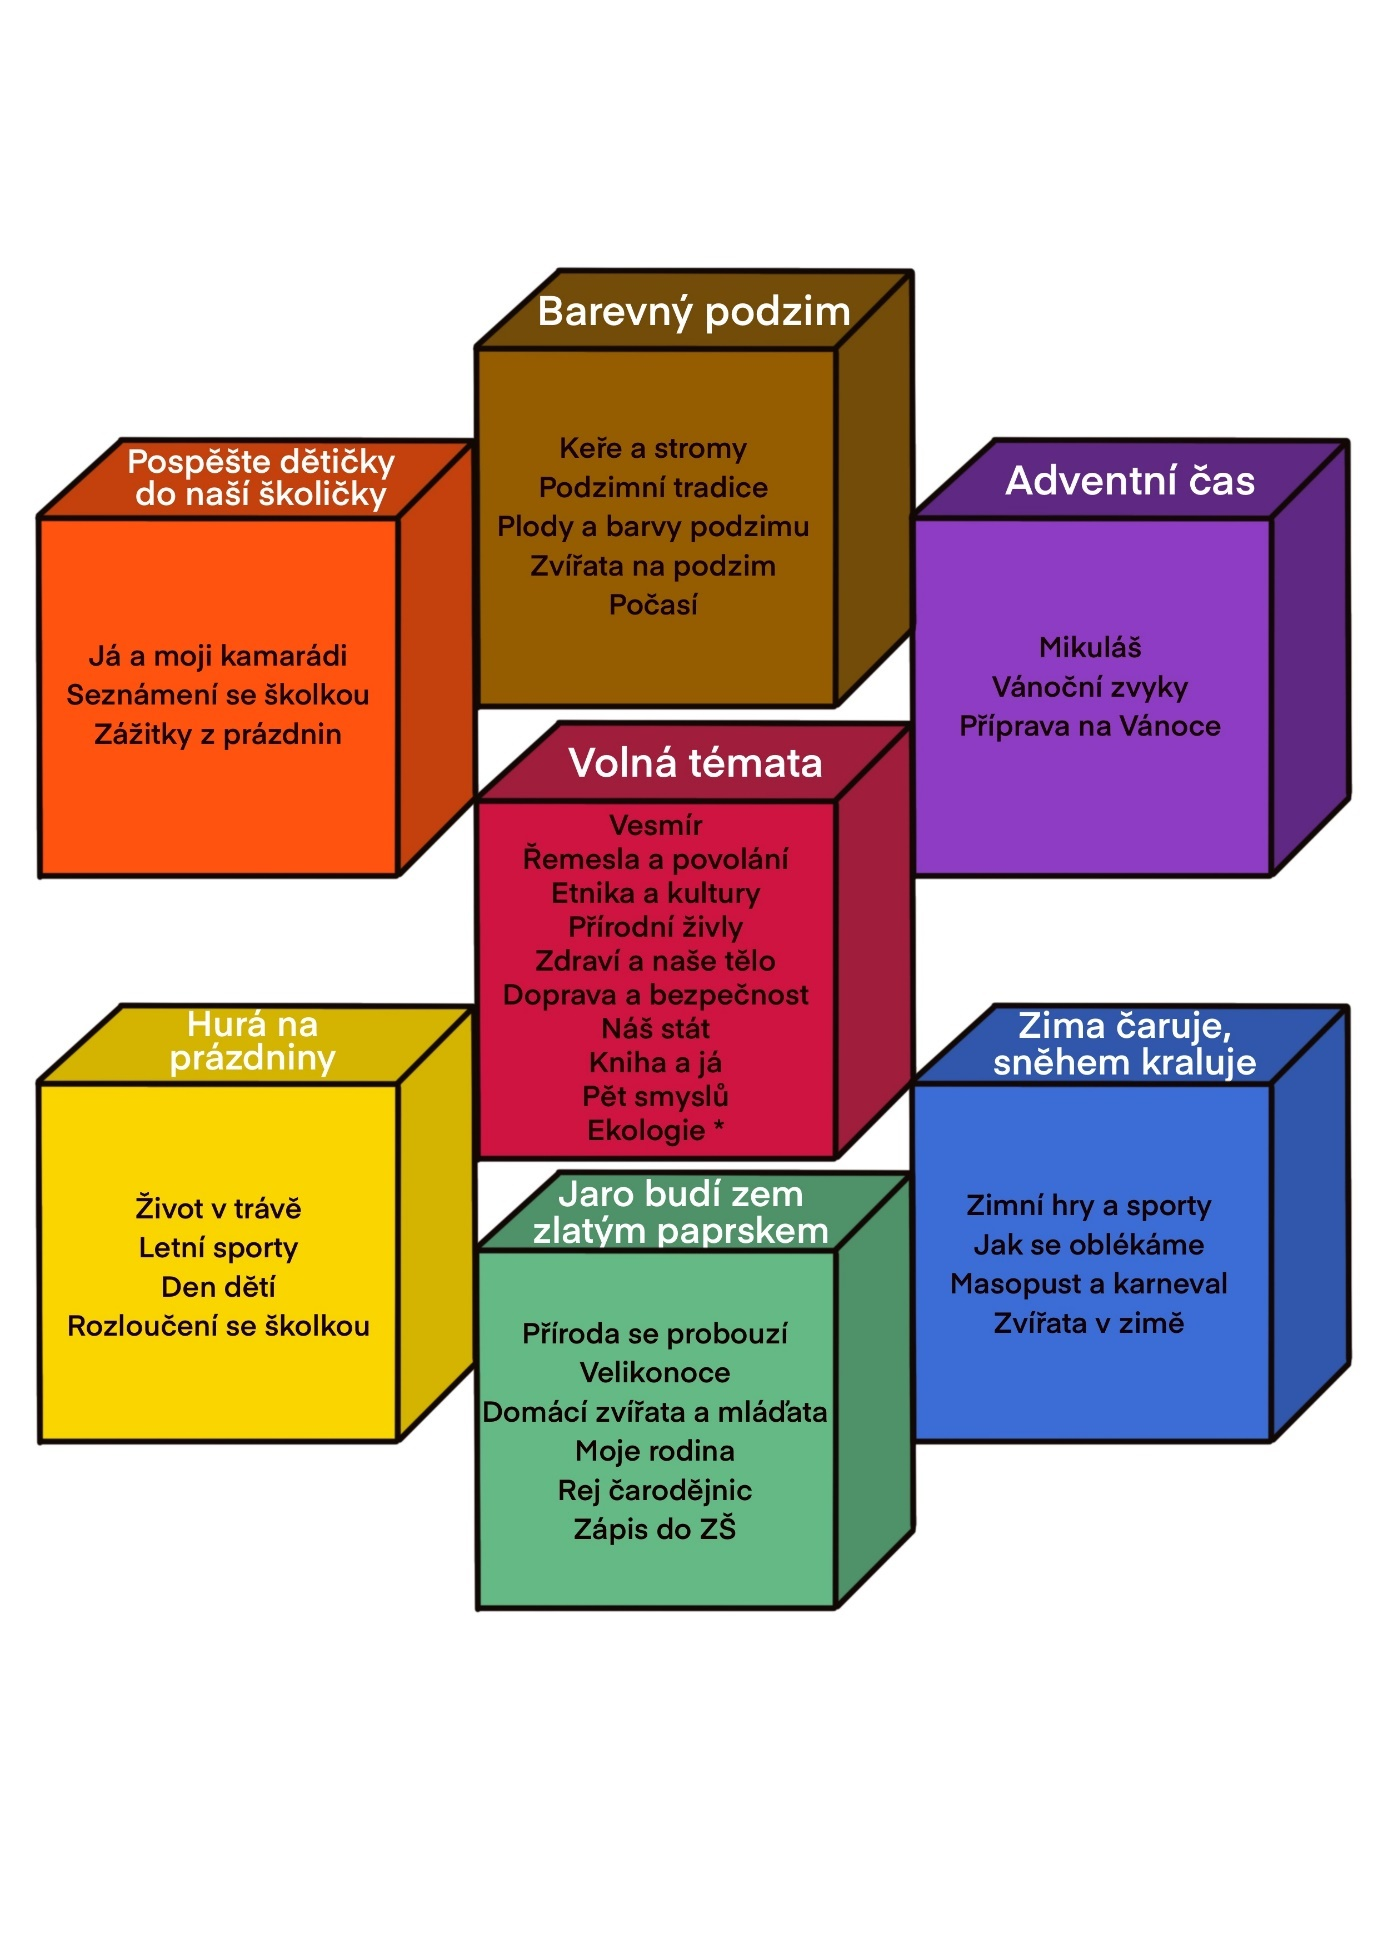 Barevný podzim
Keře a stromy
Podzimní tradice
Plody a barvy podzimu
Zvířata na podzim
Počasí
Pospěšte dětičky
do naší školičky
Já a moji kamarádi
Seznámení se školkou
Zážitky z prázdnin
Adventní čas
Mikuláš
Vánoční zvyky
Příprava na Vánoce
Volná témata
Vesmír
Řemesla a povolání
Etnika a kultury
Přírodní živly
Zdraví a naše tělo
Doprava a bezpečnost
Náš stát
Kniha a já
Pět smyslů
Ekologie *
Hurá na
prázdniny
Život v trávě
Letní sporty
Den dětí
Rozloučení se školkou
Zima čaruje,
sněhem kraluje
Zimní hry a sporty
Jak se oblékáme
Masopust a karneval
Zvířata v zimě
Jaro budí zem
zlatým paprskem
Příroda se probouzí
Velikonoce
Domácí zvířata a mláďata
Moje rodina
Rej čarodějnic
Zápis do ZŠ